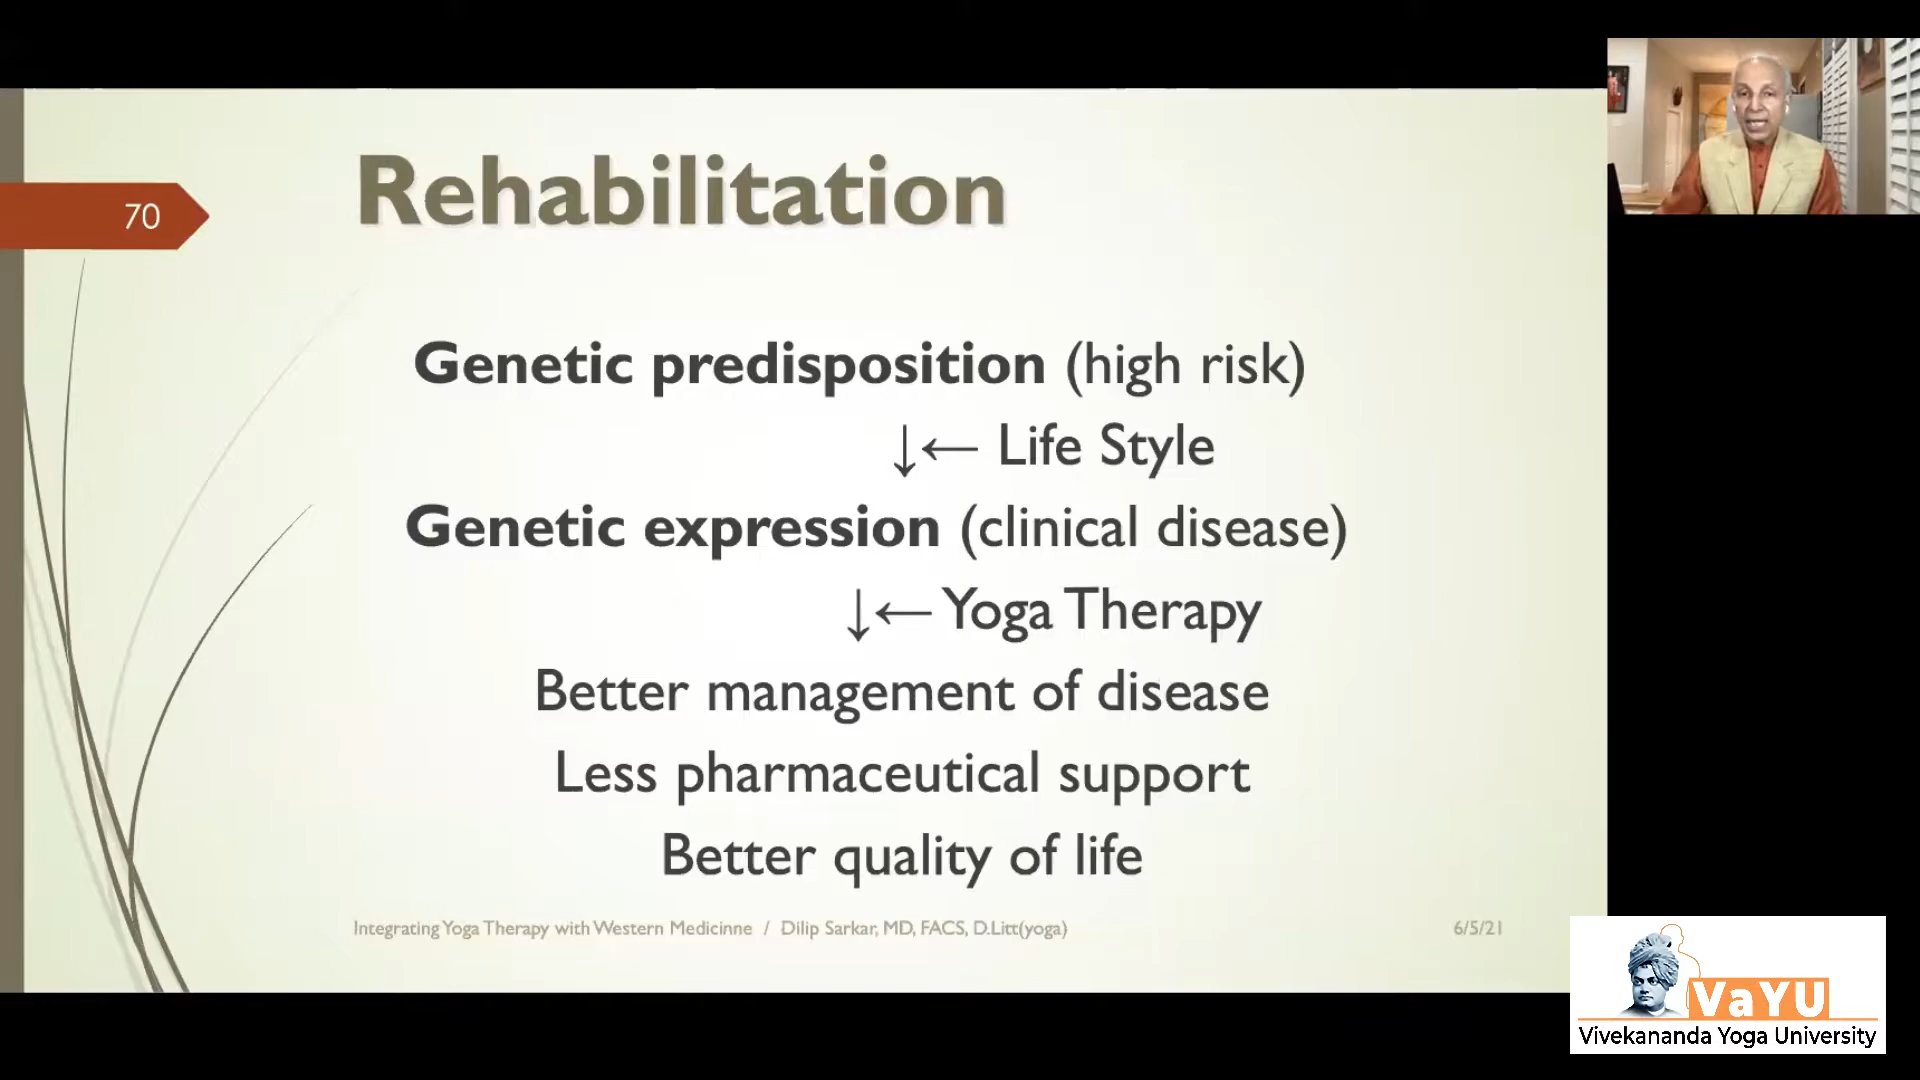 70
Rehabilitation
Genetic predisposition (high risk)
↓← Life Style
Genetic expression (clinical disease)
↓← Yoga Therapy
Better management of disease
Less pharmaceutical support
Better quality of life
Integrating Yoga Therapy with Western Medicinne / Dilip Sarkar, MD, FACS, D.Litt(yoga)
6/5/21
VaYU
Vivekananda Yoga University